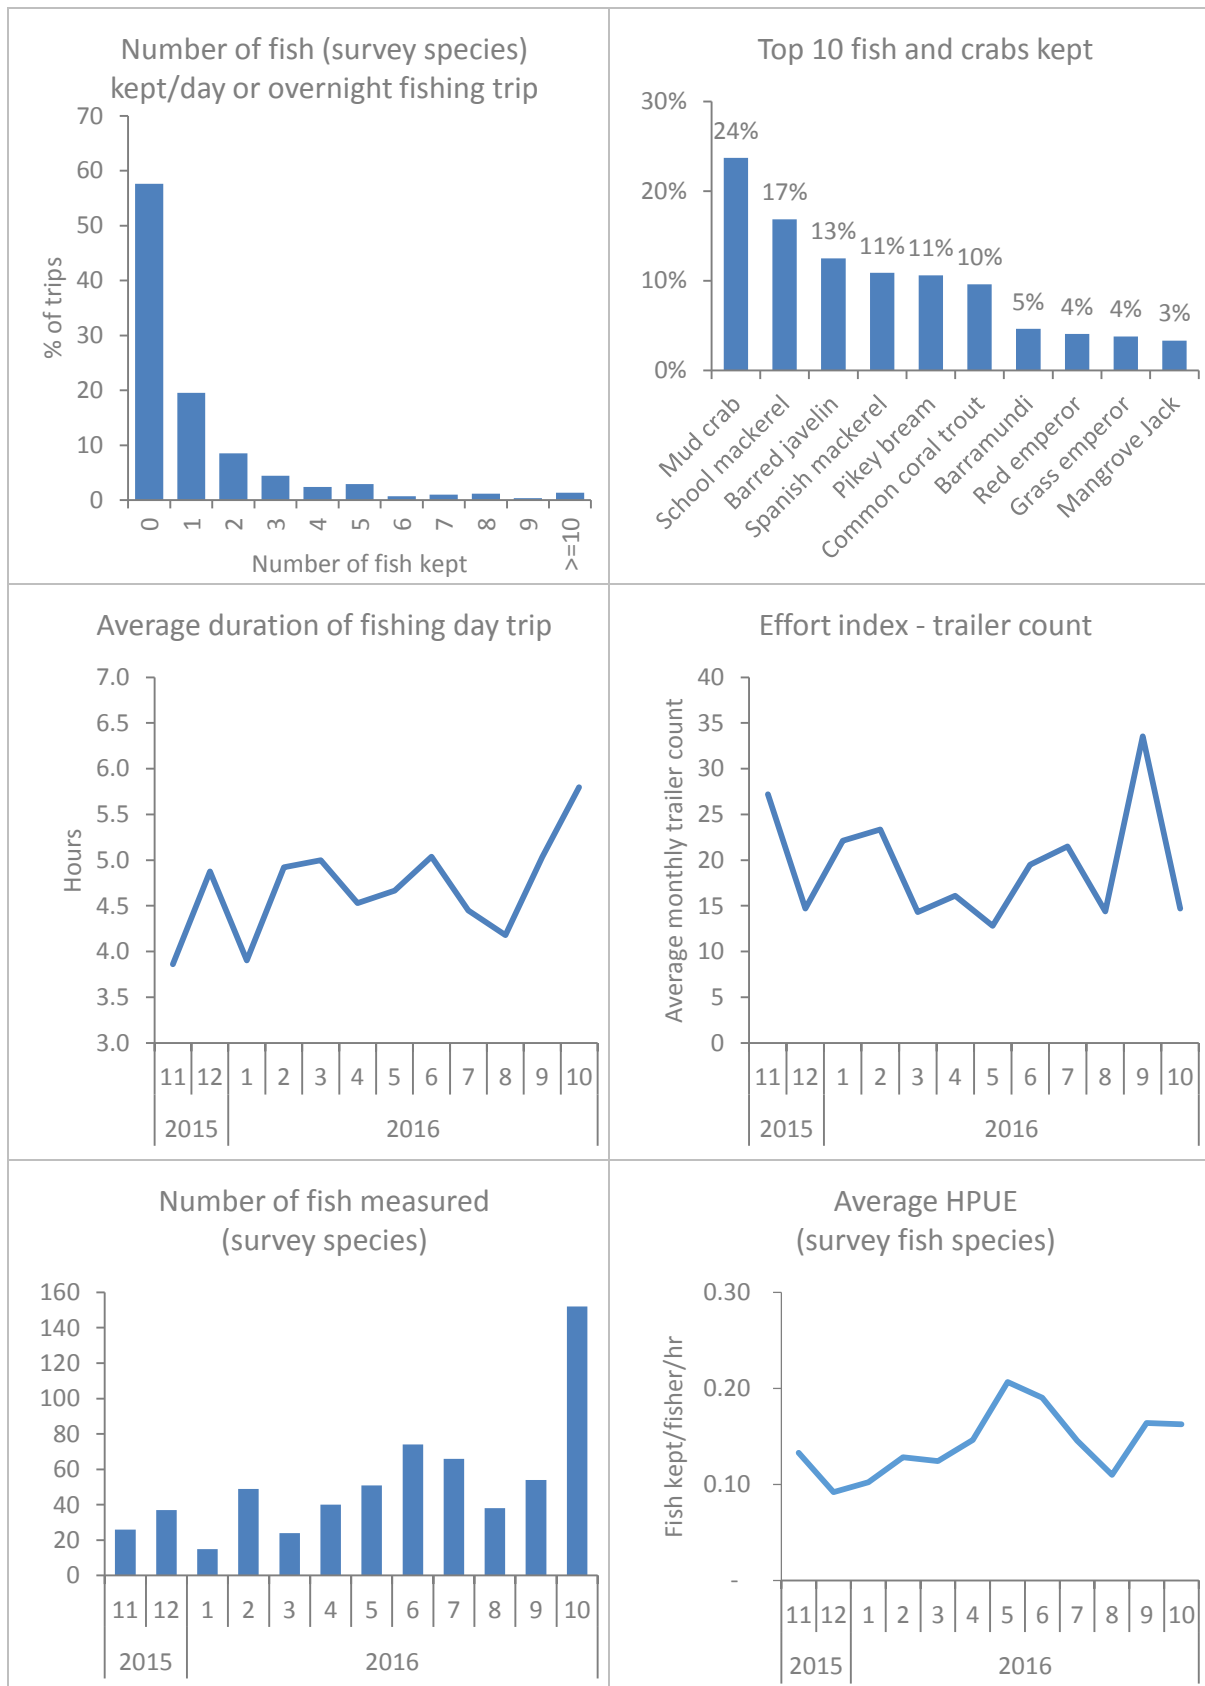 Number of fish (survey species)
kept/day or overnight fishing trip
70
60
50
40
30
20
10
0
% of trips
0 1 2 3 4 5 6 7 8 9 >=10
Number of fish kept
Top 10 fish and crabs kept
30%
20%
10%
0%
24% 17% 13% 11% 11% 10% 5% 4% 4% 3%
Mud crab
School mackerel
Barred javelin
Spanish mackerel
Pikey bream
Common coral trout
Barramundi
Red emperor
Grass emperor
Mangrove Jack
Average duration of fishing day trip
7.0
6.5
6.0
5.5
5.0
4.5
4.0
3.5
3.0
Hours
11 12 1 2 3 4 5 6 7 8 9 10
2015 2016
Effort index - trailer count
40
35
30
25
20
15
10
5
0
Average monthly trailer count
11 12 1 2 3 4 5 6 7 8 9 10
2015 2016
Number of fish measured
(survey species)
160
140
120
100
80
60
40
20
0
11 12 1 2 3 4 5 6 7 8 9 10
2015 2016
Average HPUE
(survey fish species)
0.30
0.20
0.10
-
Fish kept/fisher/hr
11 12 1 2 3 4 5 6 7 8 9 10
2015 2016